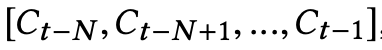 [C_{t-N}, C_{t-N+1}, ..., C_{t-1}],